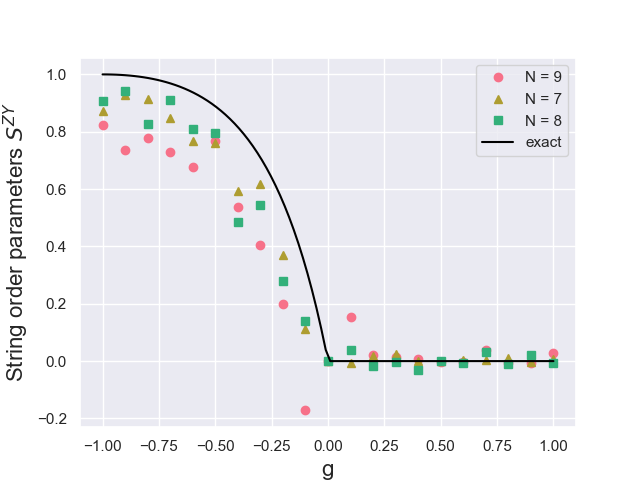 N = 9
N = 7
N = 8
exact
String order parameters $S^{ZY}$
1.0
0.8
0.6
0.4
0.2
0.0
−0.2
−1.00 −0.75 −0.50 −0.25 0.00 0.25 0.50 0.75 1.00
g